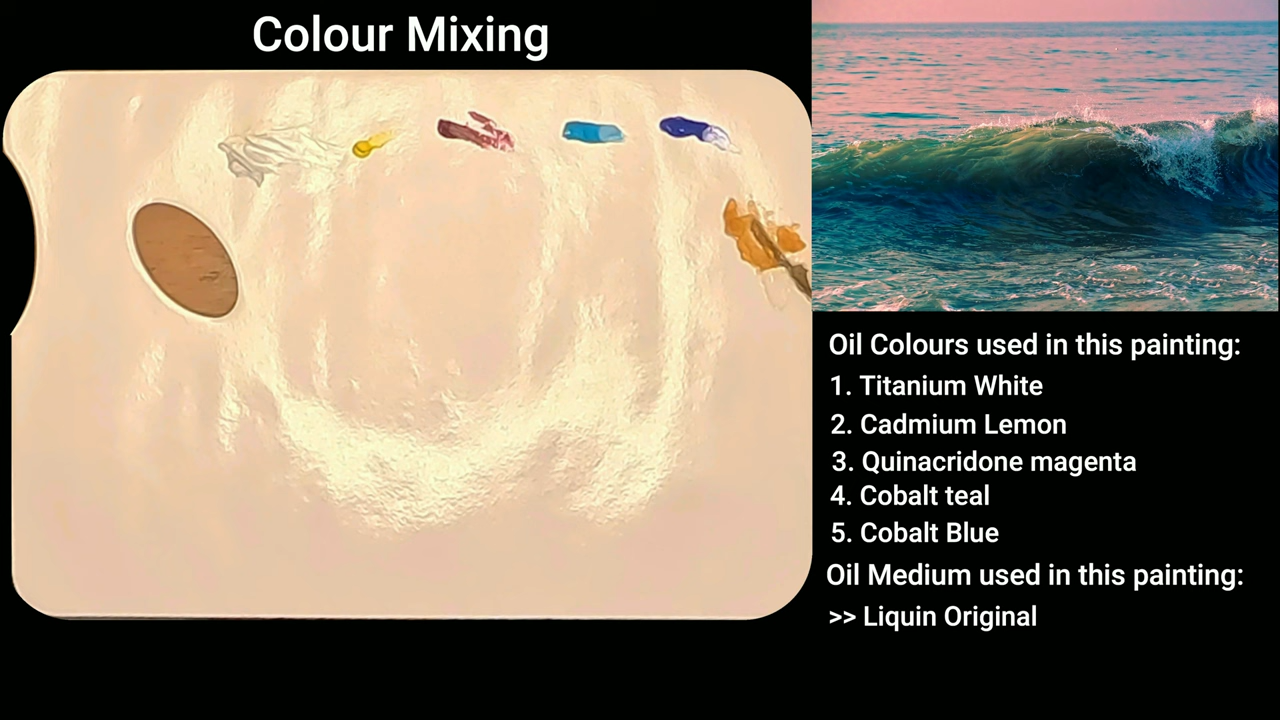 Colour Mixing
Oil Colours used in this painting:
1. Titanium White
2. Cadmium Lemon
3. Quinacridone magenta
4. Cobalt teal
5. Cobalt Blue
Oil Medium used in this painting:
>> Liquin Original